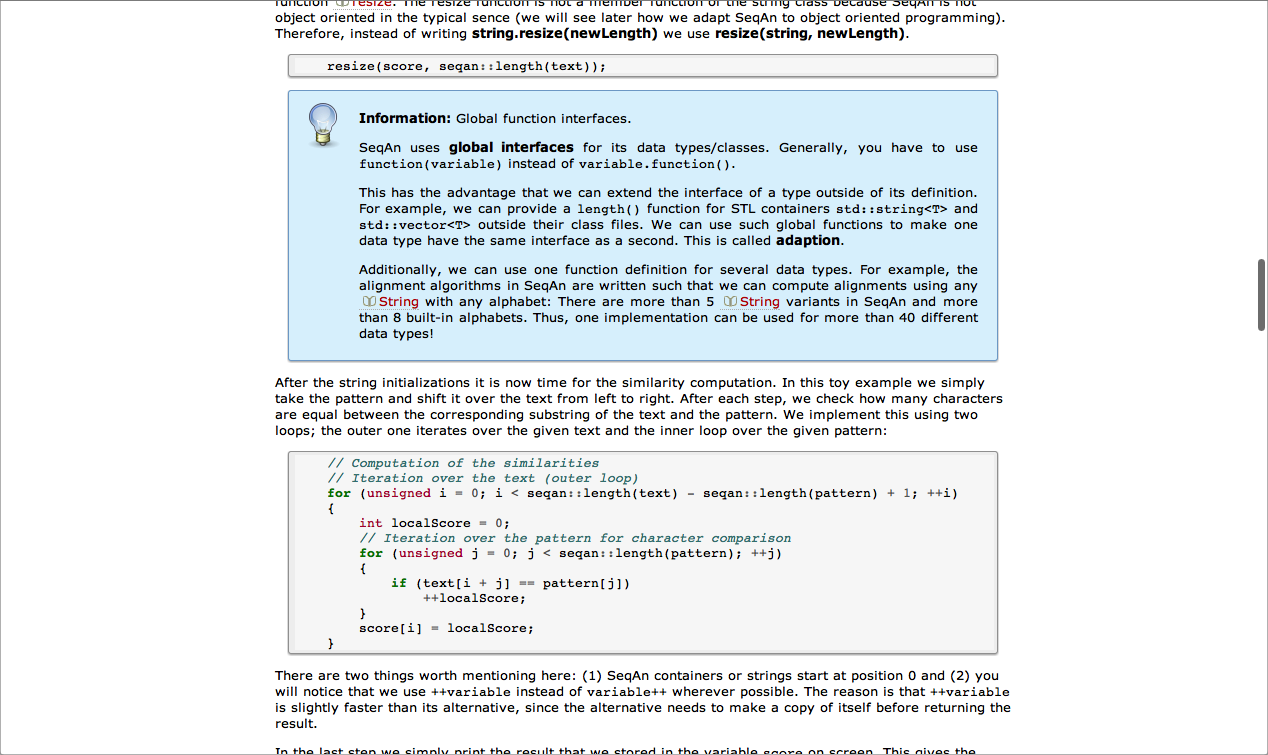 function resize. The resize function is not a member function of the string class because SeqAn is not
object oriented in the typical sence (we will see later how we adapt SeqAn to object oriented programming).
Therefore, instead of writing string.resize(newLength) we use resize(string, newLength).
resize(score, seqan::length(text));
Information: Global function interfaces.
SeqAn uses global interfaces for its data types/classes. Generally, you have to use
function(variable) instead of variable.function().
This has the advantage that we can extend the interface of a type outside of its definition.
For example, we can provide a length() function for STL containers std::string<T> and
std::vector<T> outside their class files. We can use such global functions to make one
data type have the same interface as a second. This is called adaption.
Additionally, we can use one function definition for several data types. For example, the
alignment algorithms in SeqAn are written such that we can compute alignments using any
String with any alphabet: There are more than 5 String variants in SeqAn and more
than 8 built-in alphabets. Thus, one implementation can be used for more than 40 different
data types!
After the string initializations it is now time for the similarity computation. In this toy example we simply
take the pattern and shift it over the text from left to right. After each step, we check how many characters
are equal between the corresponding substring of the text and the pattern. We implement this using two
loops; the outer one iterates over the given text and the inner loop over the given pattern:
// Computation of the similarities
// Iteration over the text (outer loop)
for (unsigned i = 0; i < seqan::length(text) - seqan::length(pattern) + 1; ++i)
{
int localScore = 0;
// Iteration over the pattern for character comparison
for (unsigned j = 0; j < seqan::length(pattern); ++j)
{
if (text[i + j] == pattern[j])
++localScore;
}
score[i] = localScore;
}
There are two things worth mentioning here: (1) SeqAn containers or strings start at position 0 and (2) you
will notice that we use ++variable instead of variable++ wherever possible. The reason is that ++variable
is slightly faster than its alternative, since the alternative needs to make a copy of itself before returning the
result.
In the last step we simply print the result that we stored in the variable score on screen. This gives the